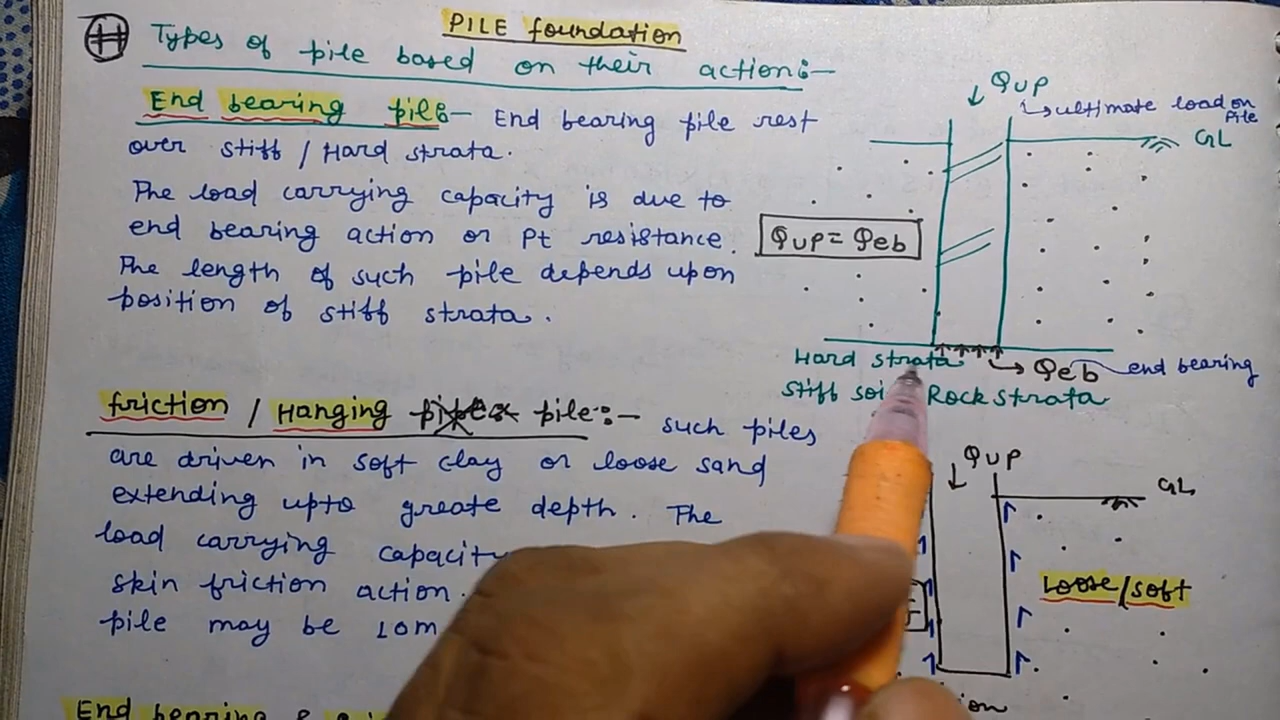 PILE foundation
Types of pile based on their action:-
End bearing pile:- End bearing pile rest
over stiff / Hard strata.
The load carrying capacity is due to
end bearing action or Pt resistance.
The length of such pile depends upon
position of stiff strata.
QUP
ultimate load on
Pile
GL
QUP = Qeb
Hard strata
Qeb end bearing
Stiff Rock strata
friction / Hanging pile:- such piles
are driven in soft clay or loose sand
extending upto greate depth. The
load carrying capacity
skin friction action.
pile may be 10m
QUP
GL
Loose/soft
End bearing &